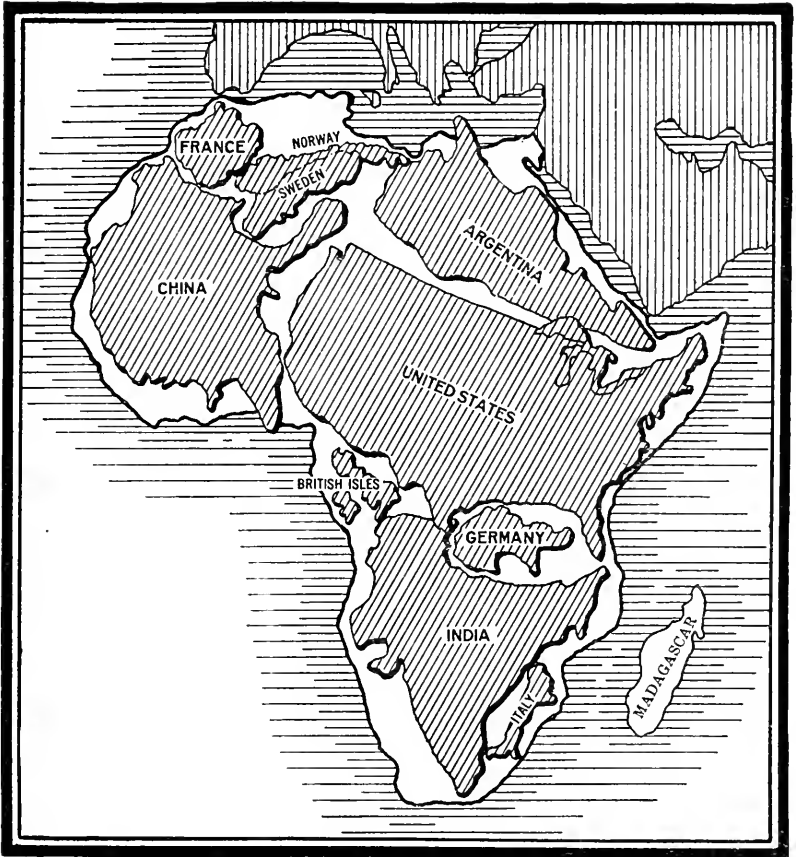 FRANCE
NORWAY
SWEDEN
ARGENTINA
CHINA
UNITED STATES
BRITISH ISLES
GERMANY
INDIA
ITALY
MADAGASCAR